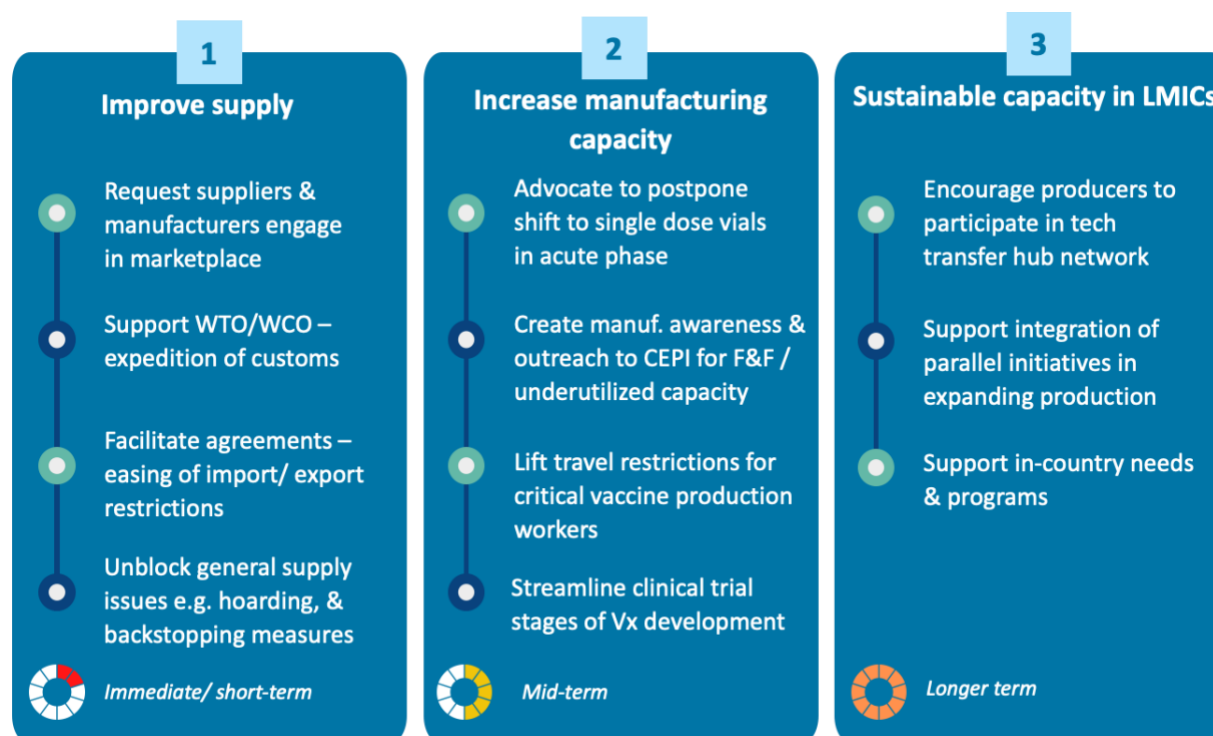 1
Improve supply
Request suppliers &
manufacturers engage
in marketplace
Support WTO/WCO –
expedition of customs
Facilitate agreements –
easing of import/ export
restrictions
Unblock general supply
issues e.g. hoarding, &
backstopping measures
Immediate/ short-term
2
Increase manufacturing
capacity
Advocate to postpone
shift to single dose vials
in acute phase
Create manuf. awareness &
outreach to CEPI for F&F /
underutilized capacity
Lift travel restrictions for
critical vaccine production
workers
Streamline clinical trial
stages of Vx development
Mid-term
3
Sustainable capacity in LMICs
Encourage producers to
participate in tech
transfer hub network
Support integration of
parallel initiatives in
expanding production
Support in-country needs
& programs
Longer term